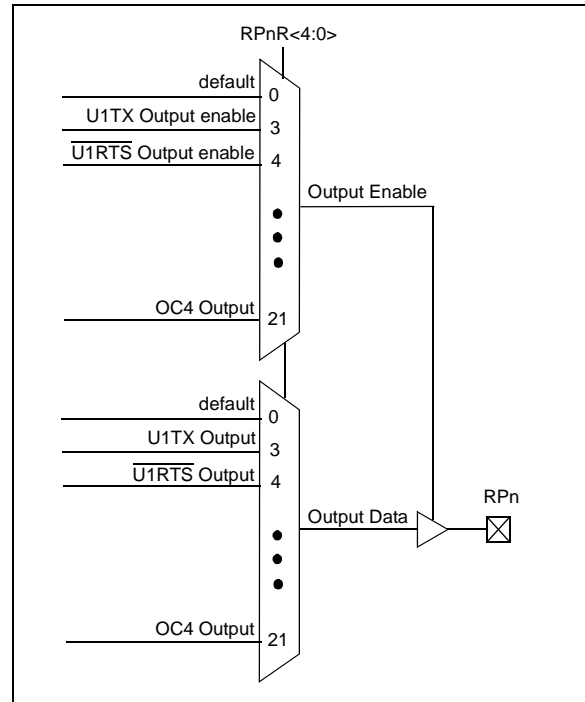 RPnR<4:0>
default
0
U1TX Output enable
3
U1RTS Output enable
4
Output Enable
OC4 Output
21
default
0
U1TX Output
3
U1RTS Output
4
RPn
Output Data
OC4 Output
21